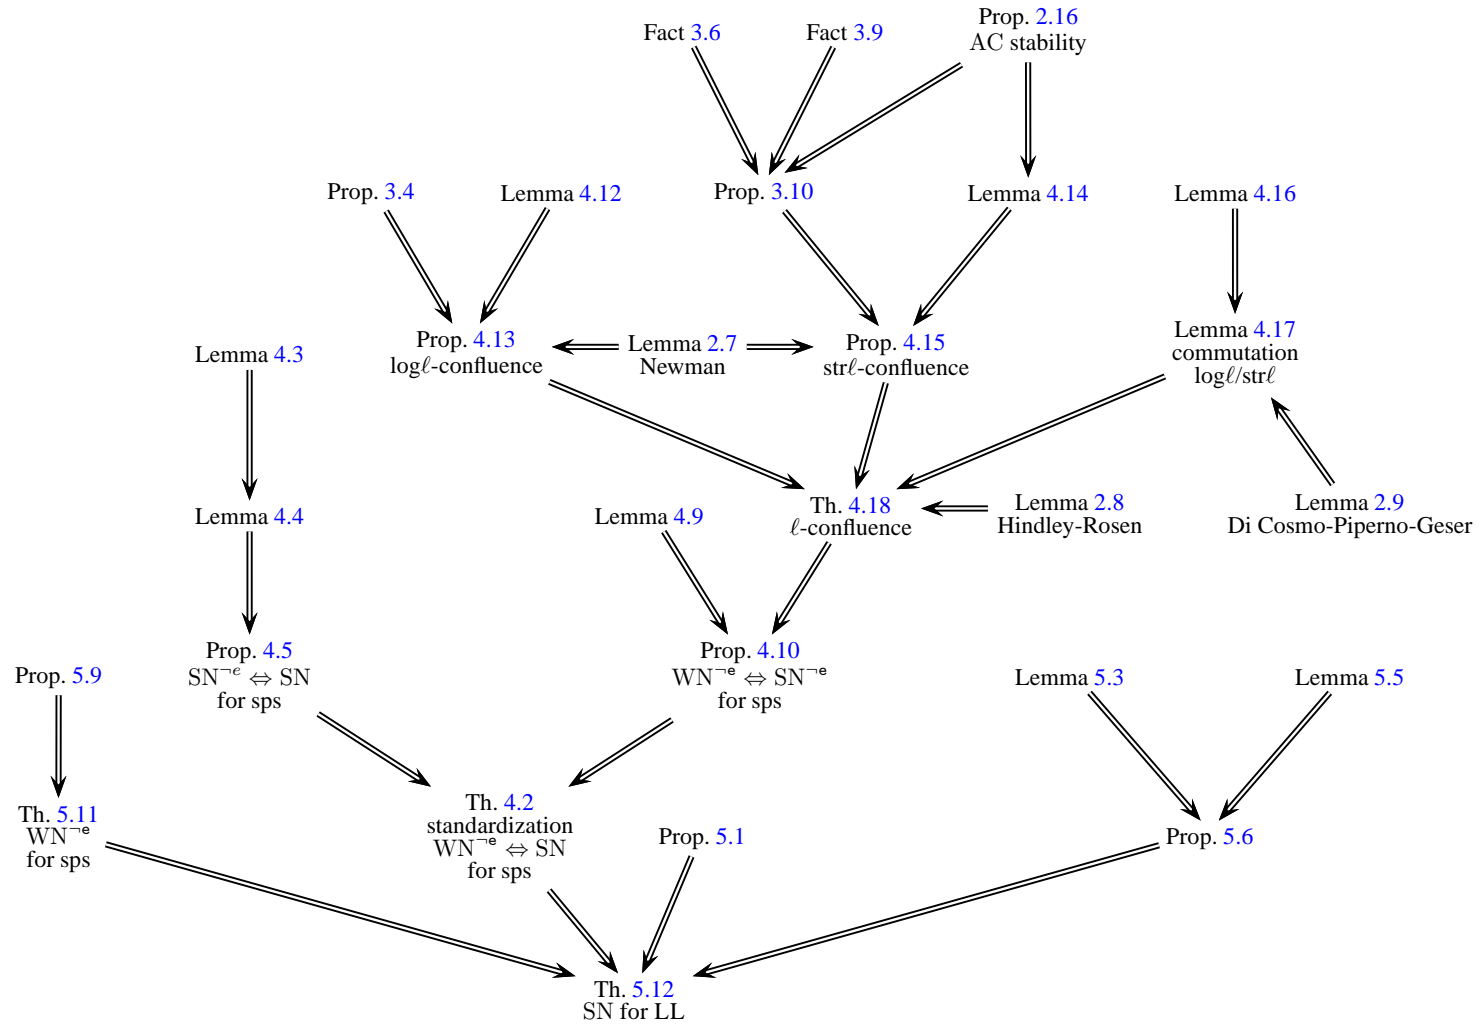 Prop. 2.16
AC stability
Fact 3.6
Fact 3.9
Prop. 3.4
Lemma 4.12
Prop. 3.10
Lemma 4.14
Lemma 4.16
Prop. 4.13
logℓ-confluence
Lemma 2.7
Newman
Prop. 4.15
strℓ-confluence
Lemma 4.17
commutation
logℓ/strℓ
Lemma 4.3
Lemma 4.4
Lemma 4.9
Th. 4.18
ℓ-confluence
Lemma 2.8
Hindley-Rosen
Lemma 2.9
Di Cosmo-Piperno-Geser
Prop. 5.9
Prop. 4.5
SN¬e ⇔ SN
for sps
Prop. 4.10
WN¬e ⇔ SN¬e
for sps
Lemma 5.3
Lemma 5.5
Th. 5.11
WN¬e
for sps
Th. 4.2
standardization
WN¬e ⇔ SN
for sps
Prop. 5.1
Prop. 5.6
Th. 5.12
SN for LL